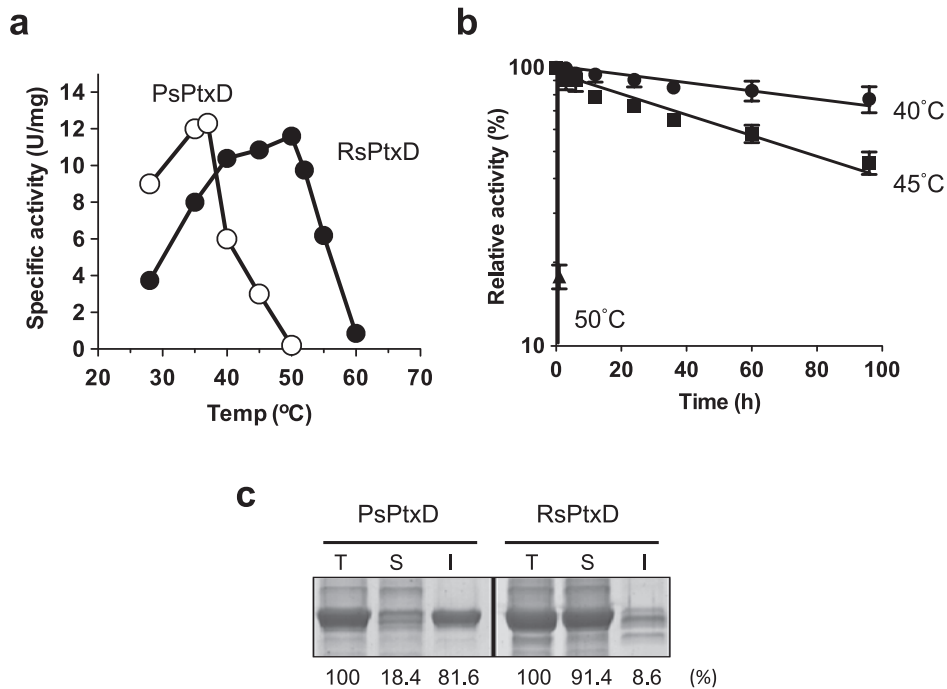 a
PsPtxD
RsPtxD
Specific activity (U/mg)
14
12
10
8
6
4
2
0
20 30 40 50 60 70
Temp (ºC)
b
Relative activity (%)
100
10
40°C
45°C
50°C
0 20 40 60 80 100
Time (h)
c
PsPtxD RsPtxD
T S I T S I
100 18.4 81.6 100 91.4 8.6 (%)